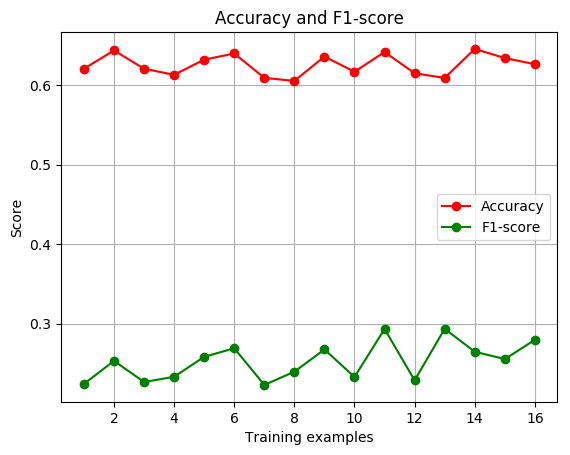 Accuracy and F1-score
0.6
0.5
0.4
0.3
Score
Accuracy
F1-score
2 4 6 8 10 12 14 16
Training examples